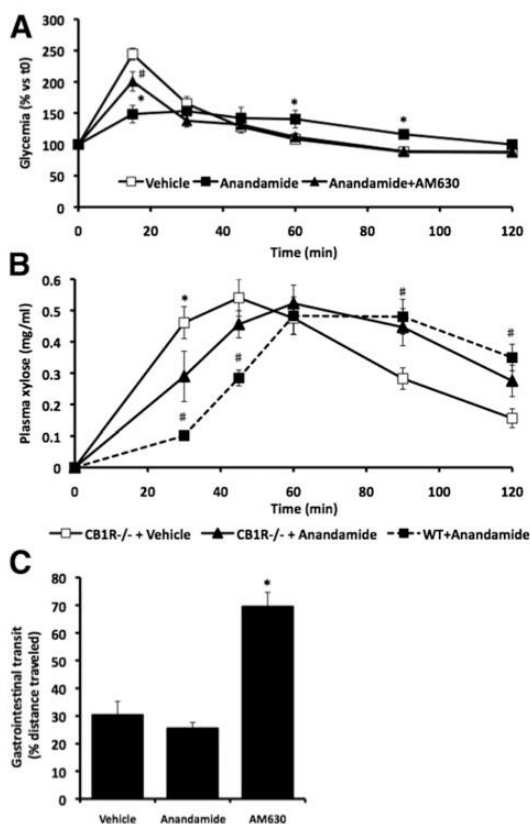 A
Glycemia (% vs t0)
300
250
200
150
100
50
0
#
*
*
*
Vehicle Anandamide Anandamide+AM630
0 20 40 60 80 100 120
Time (min)
B
Plasma xylose (mg/ml)
0.6
0.5
0.4
0.3
0.2
0.1
0
*
#
#
#
#
0 20 40 60 80 100 120
Time (min)
CB1R-/- + Vehicle CB1R-/- + Anandamide WT+Anandamide
C
Gastrointestinal transit
(% distance traveled)
80
70
60
50
40
30
20
10
0
*
Vehicle Anandamide AM630